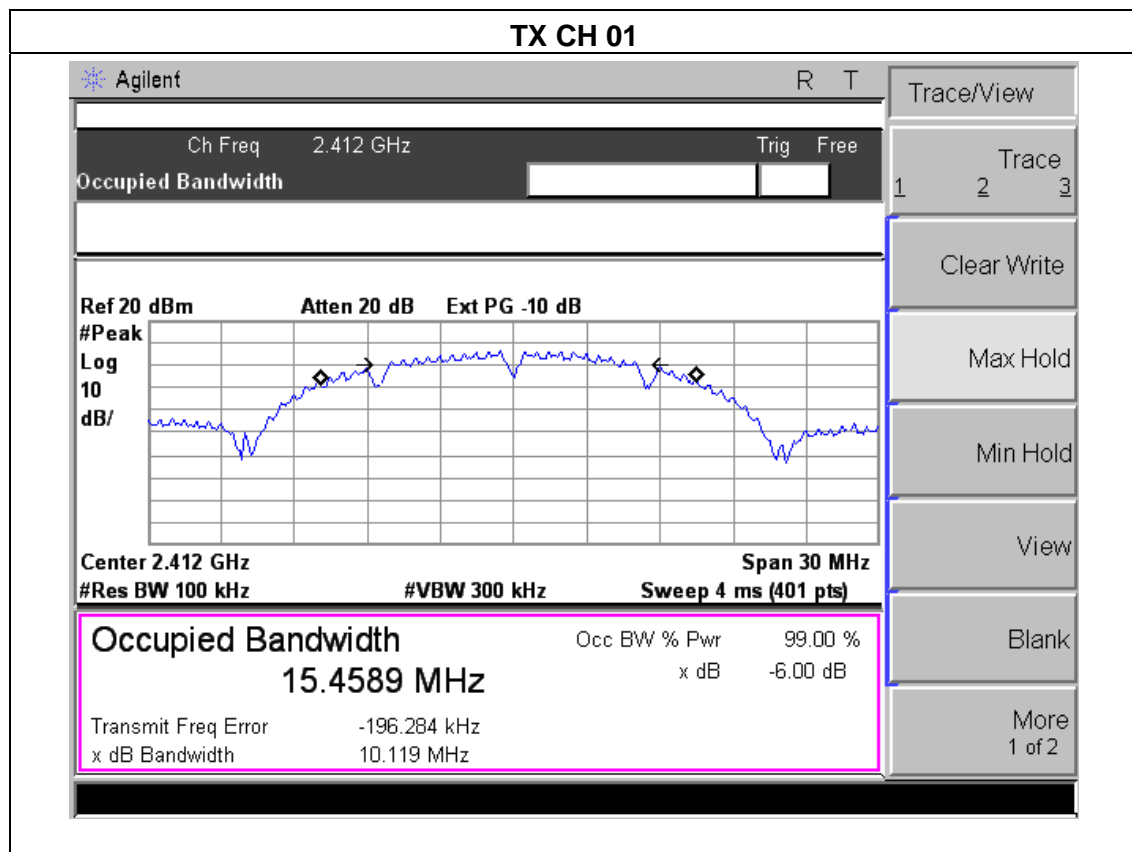 TX CH 01
Agilent R T
Trace/View
Ch Freq 2.412 GHz Trig Free
Occupied Bandwidth
Trace
1 2 3
Clear Write
Ref 20 dBm Atten 20 dB Ext PG -10 dB
#Peak
Log
10
dB/
Max Hold
Min Hold
Center 2.412 GHz Span 30 MHz
#Res BW 100 kHz #VBW 300 kHz Sweep 4 ms (401 pts)
View
Occupied Bandwidth Occ BW % Pwr 99.00 %
15.4589 MHz x dB -6.00 dB
Blank
Transmit Freq Error -196.284 kHz
x dB Bandwidth 10.119 MHz
More
1 of 2